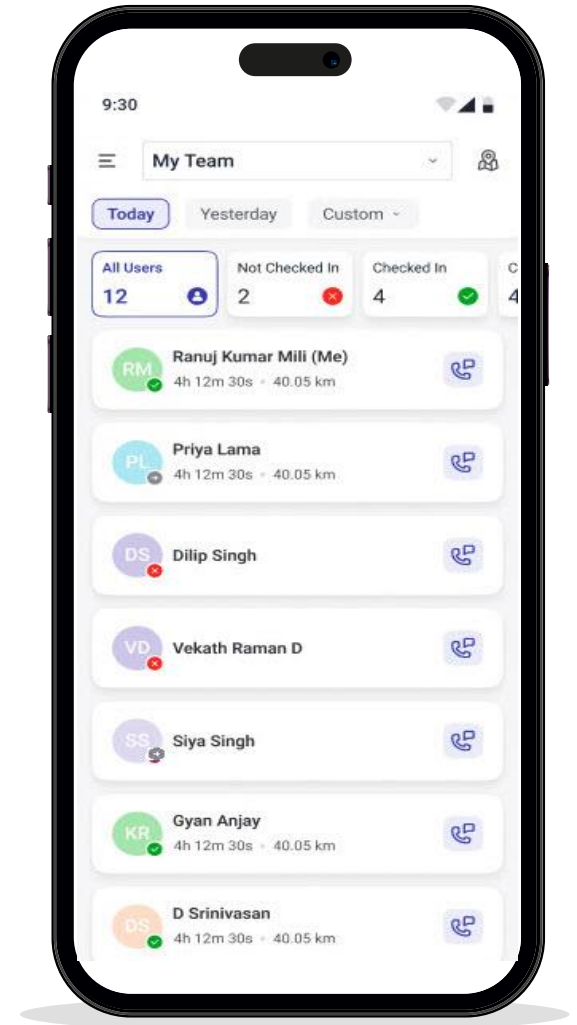 9:30
My Team
Today Yesterday Custom
All Users Not Checked In Checked In C
12 2 4 4
RM Ranuj Kumar Mili (Me)
4h 12m 30s • 40.05 km
PL Priya Lama
4h 12m 30s • 40.05 km
DS Dilip Singh
VD Vekath Raman D
SS Siya Singh
KR Gyan Anjay
4h 12m 30s • 40.05 km
DS D Srinivasan
4h 12m 30s • 40.05 km